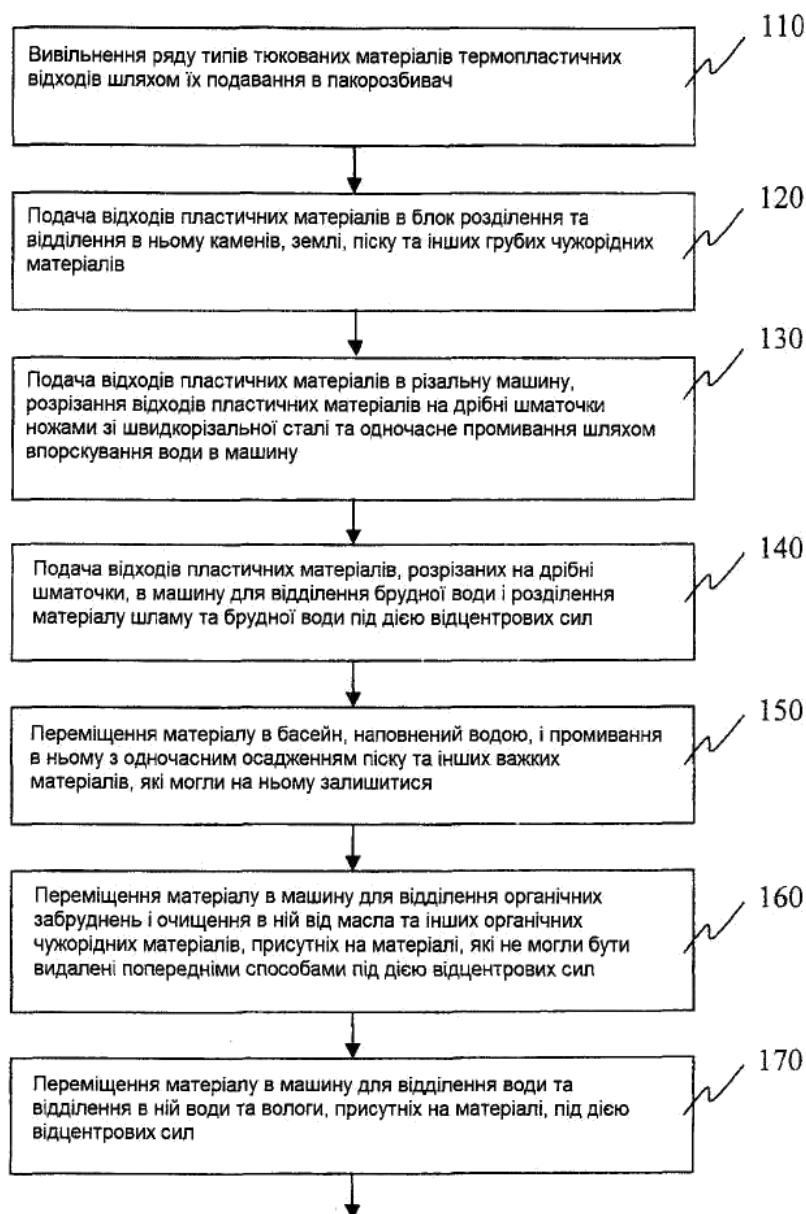 110
Вивільнення ряду типів тюкованих матеріалів термопластичних
відходів шляхом їх подавання в пакорозбивач
120
Подача відходів пластичних матеріалів в блок розділення та
відділення в ньому каменів, землі, піску та інших грубих чужорідних
матеріалів
130
Подача відходів пластичних матеріалів в різальну машину,
розрізання відходів пластичних матеріалів на дрібні шматочки
ножами зі швидкорізальної сталі та одночасне промивання шляхом
впорскування води в машину
140
Подача відходів пластичних матеріалів, розрізаних на дрібні
шматочки, в машину для відділення брудної води і розділення
матеріалу шламу та брудної води під дією відцентрових сил
150
Переміщення матеріалу в басейн, наповнений водою, і промивання
в ньому з одночасним осадженням піску та інших важких
матеріалів, які могли на ньому залишитися
160
Переміщення матеріалу в машину для відділення органічних
забруднень і очищення в ній від масла та інших органічних
чужорідних матеріалів, присутніх на матеріалі, які не могли бути
видалені попередніми способами під дією відцентрових сил
170
Переміщення матеріалу в машину для відділення води та
відділення в ній води та вологи, присутніх на матеріалі, під дією
відцентрових сил